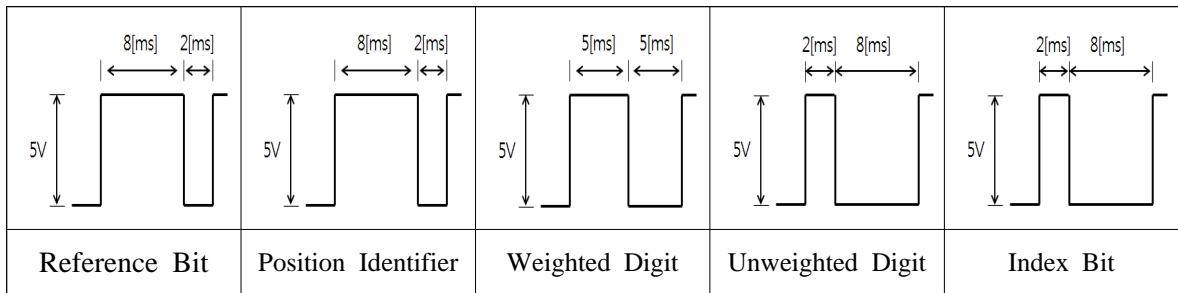 8[ms] 2[ms]
8[ms] 2[ms]
5[ms] 5[ms]
2[ms] 8[ms]
2[ms] 8[ms]
5V
5V
5V
5V
5V
Reference Bit
Position Identifier
Weighted Digit
Unweighted Digit
Index Bit